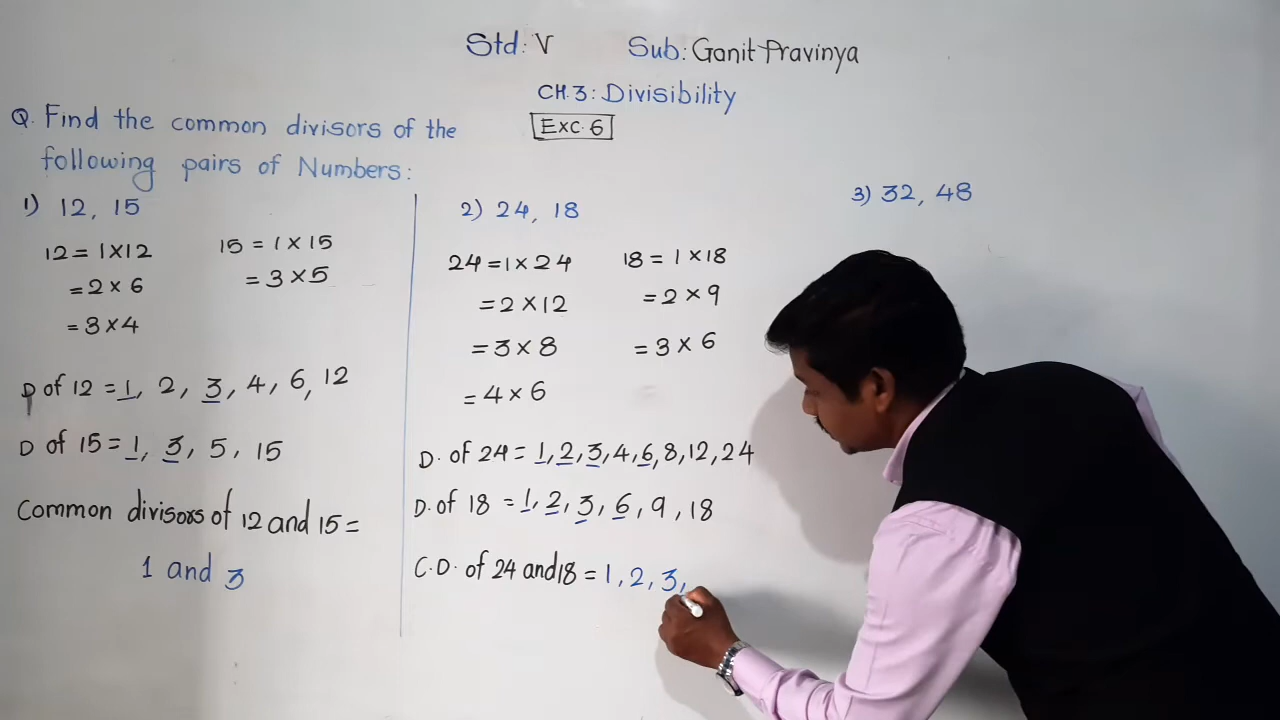 Std: V Sub: Ganit Pravinya
CH.3: Divisibility
Exc. 6
Q. Find the common divisors of the
following pairs of Numbers:
1) 12, 15
12 = 1 × 12
= 2 × 6
= 3 × 4
15 = 1 × 15
= 3 × 5
D of 12 = 1, 2, 3, 4, 6, 12
D of 15 = 1, 3, 5, 15
Common divisors of 12 and 15 =
1 and 3
2) 24, 18
24 = 1 × 24
= 2 × 12
= 3 × 8
= 4 × 6
18 = 1 × 18
= 2 × 9
= 3 × 6
D. of 24 = 1, 2, 3, 4, 6, 8, 12, 24
D. of 18 = 1, 2, 3, 6, 9, 18
C.D. of 24 and 18 = 1, 2, 3,
3) 32, 48